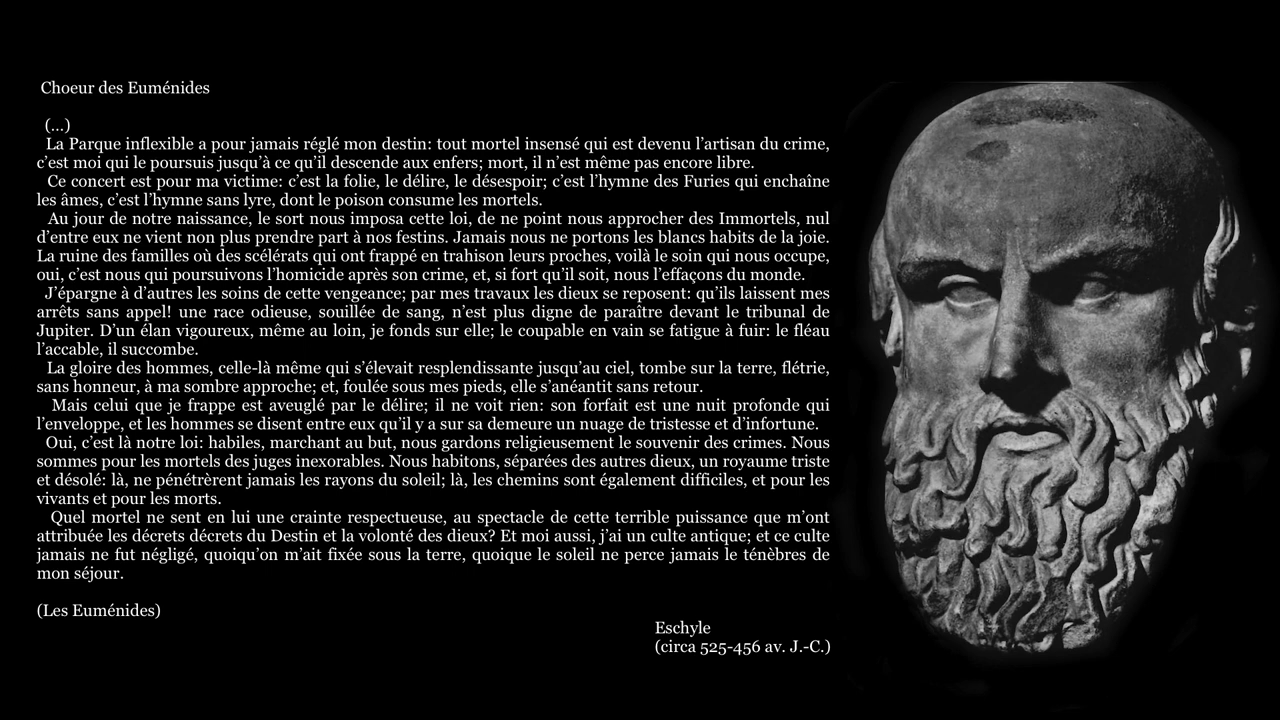 Choeur des Euménides
(...)
La Parque inflexible a pour jamais réglé mon destin: tout mortel insensé qui est devenu l'artisan du crime,
c'est moi qui le poursuis jusqu'à ce qu'il descende aux enfers; mort, il n'est même pas encore libre.
Ce concert est pour ma victime: c'est la folie, le délire, le désespoir; c'est l'hymne des Furies qui enchaîne
les âmes, c'est l'hymne sans lyre, dont le poison consume les mortels.
Au jour de notre naissance, le sort nous imposa cette loi, de ne point nous approcher des Immortels, nul
d'entre eux ne vient non plus prendre part à nos festins. Jamais nous ne portons les blancs habits de la joie.
La ruine des familles où des scélérats qui ont frappé en trahison leurs proches, voilà le soin qui nous occupe,
oui, c'est nous qui poursuivons l'homicide après son crime, et, si fort qu'il soit, nous l'effaçons du monde.
J'épargne à d'autres les soins de cette vengeance; par mes travaux les dieux se reposent: qu'ils laissent mes
arrêts sans appel! une race odieuse, souillée de sang, n'est plus digne de paraître devant le tribunal de
Jupiter. D'un élan vigoureux, même au loin, je fonds sur elle; le coupable en vain se fatigue à fuir: le fléau
l'accable, il succombe.
La gloire des hommes, celle-là même qui s'élevait resplendissante jusqu'au ciel, tombe sur la terre, flétrie,
sans honneur, à ma sombre approche; et, foulée sous mes pieds, elle s'anéantit sans retour.
Mais celui que je frappe est aveuglé par le délire; il ne voit rien: son forfait est une nuit profonde qui
l'enveloppe, et les hommes se disent entre eux qu'il y a sur sa demeure un nuage de tristesse et d'infortune.
Oui, c'est là notre loi: habiles, marchant au but, nous gardons religieusement le souvenir des crimes. Nous
sommes pour les mortels des juges inexorables. Nous habitons, séparées des autres dieux, un royaume triste
et désolé: là, ne pénétrèrent jamais les rayons du soleil; là, les chemins sont également difficiles, et pour les
vivants et pour les morts.
Quel mortel ne sent en lui une crainte respectueuse, au spectacle de cette terrible puissance que m'ont
attribuée les décrets décrets du Destin et la volonté des dieux? Et moi aussi, j'ai un culte antique; et ce culte
jamais ne fut négligé, quoiqu'on m'ait fixée sous la terre, quoique le soleil ne perce jamais le ténèbres de
mon séjour.
(Les Euménides)
Eschyle
(circa 525-456 av. J.-C.)